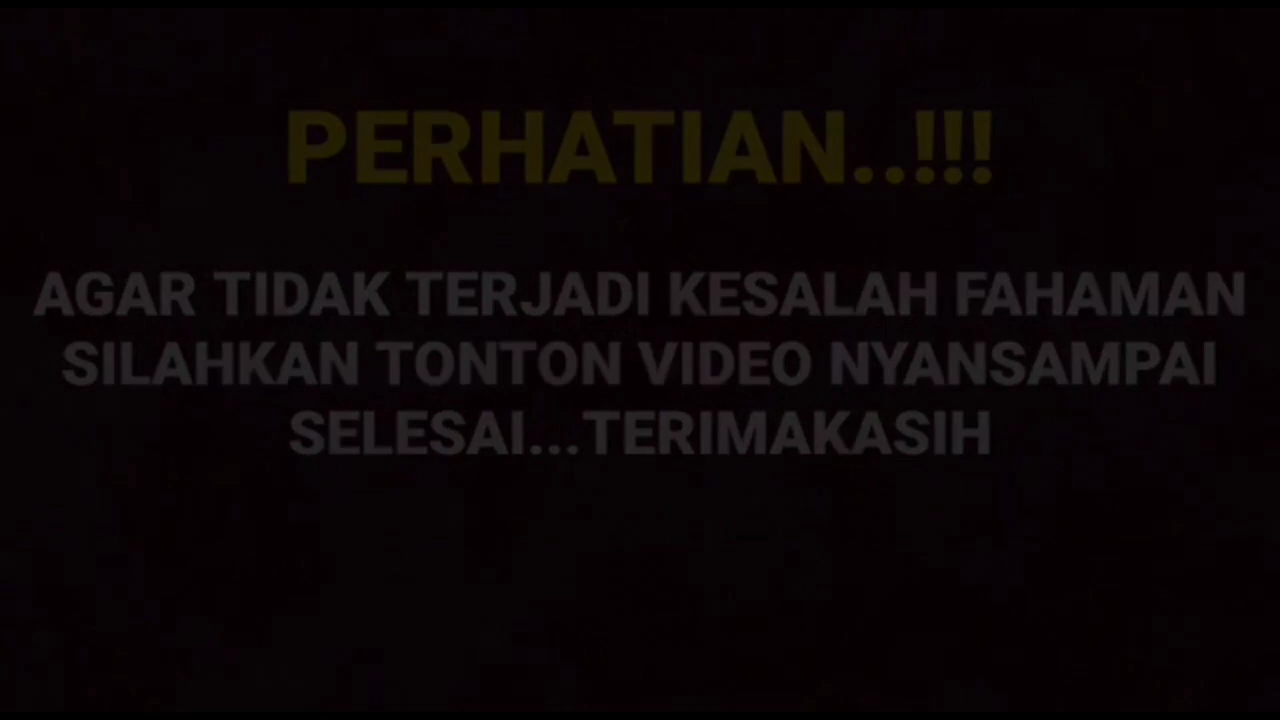 PERHATIAN..!!!
AGAR TIDAK TERJADI KESALAH FAHAMAN
SILAHKAN TONTON VIDEO NYANSAMPAI
SELESAI...TERIMAKASIH